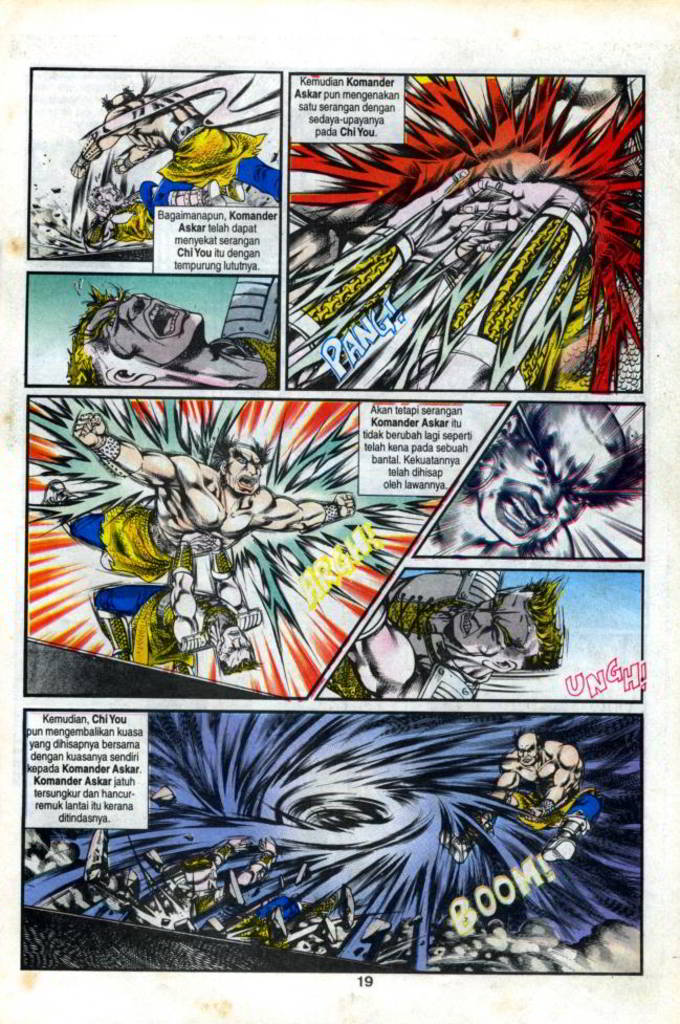 Bagaimanapun, Komander
Askar telah dapat
menyekat serangan
Chi You itu dengan
tempurung lututnya.
Kemudian Komander
Askar pun mengenakan
satu serangan dengan
sedaya-upayanya
pada Chi You.
PANG!
Akan tetapi serangan
Komander Askar itu
tidak berubah lagi seperti
telah kena pada sebuah
bantal. Kekuatannya
telah dihisap
oleh lawannya.
ARGH!!
UNGH!!
Kemudian, Chi You
pun mengembalikan kuasa
yang dihisapnya bersama
dengan kuasanya sendiri
kepada Komander Askar.
Komander Askar jatuh
tersungkur dan hancur-
remuk lantai itu kerana
ditindasnya.
BOOM!!
19